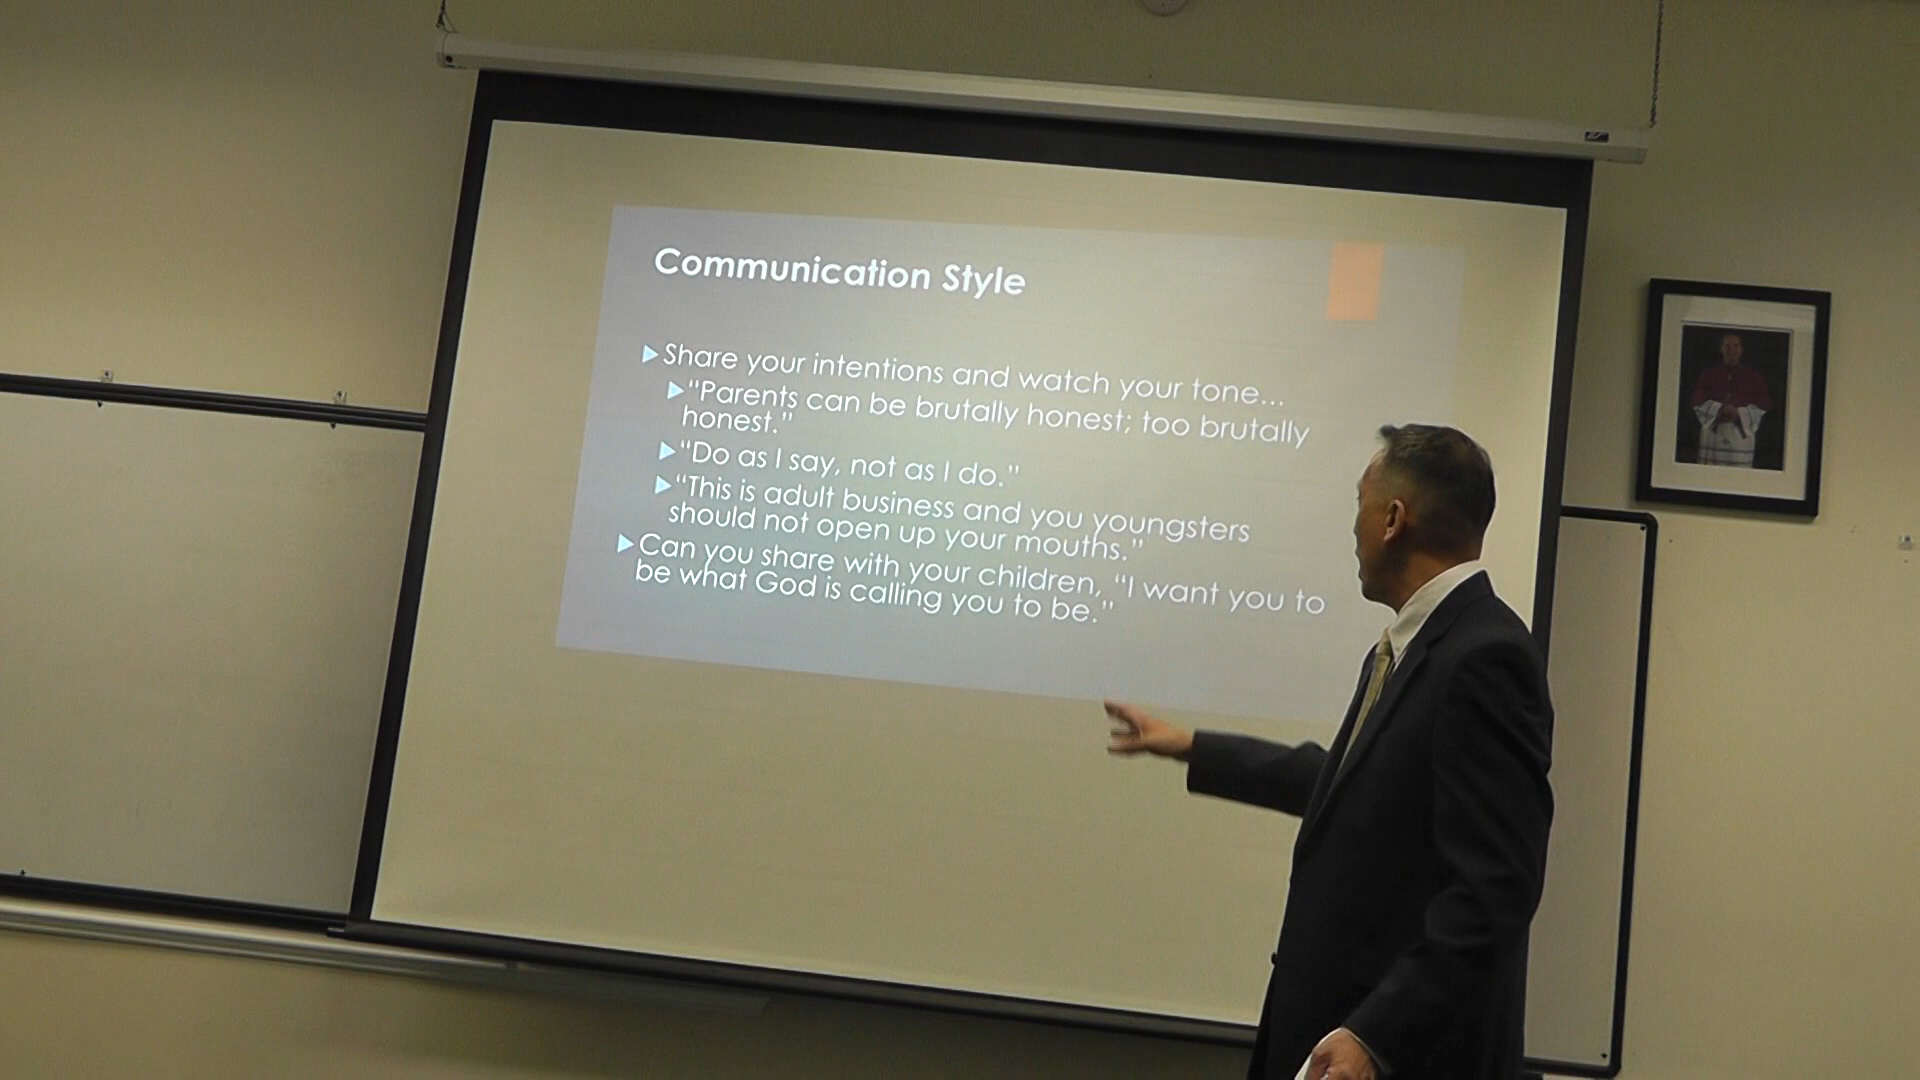 Communication Style
Share your intentions and watch your tone...
"Parents can be brutally honest; too brutally
honest."
"Do as I say, not as I do."
"This is adult business and you youngsters
should not open up your mouths."
Can you share with your children, "I want you to
be what God is calling you to be."